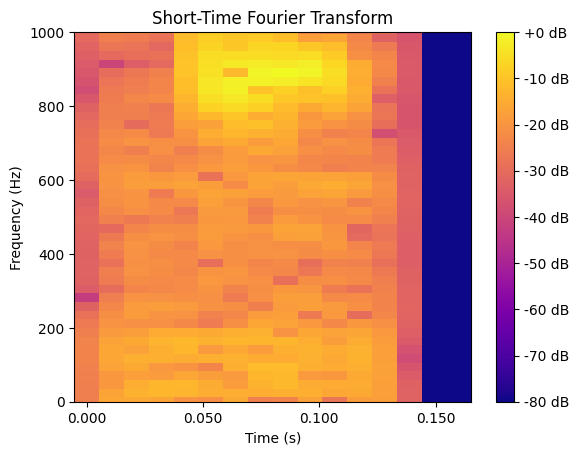 Short-Time Fourier Transform
1000
800
600
400
200
0
Frequency (Hz)
0.000
0.050
0.100
0.150
Time (s)
+0 dB
-10 dB
-20 dB
-30 dB
-40 dB
-50 dB
-60 dB
-70 dB
-80 dB